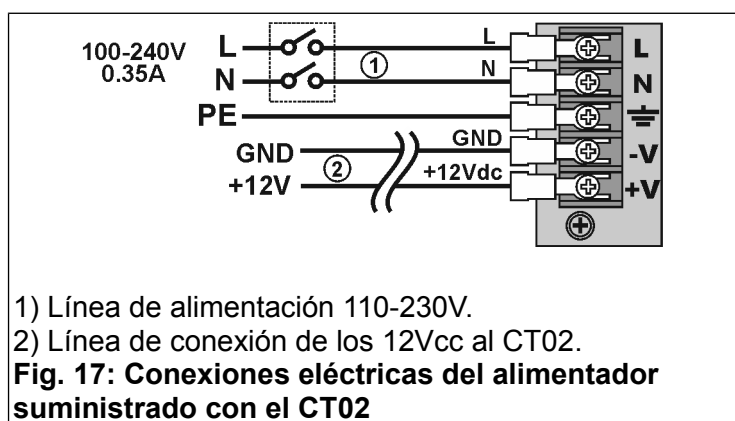 100-240V L L L
0.35A N ① N N
PE
GND GND -V
+12V ② +12Vdc +V
1) Línea de alimentación 110-230V.
2) Línea de conexión de los 12Vcc al CT02.
Fig. 17: Conexiones eléctricas del alimentador
suministrado con el CT02